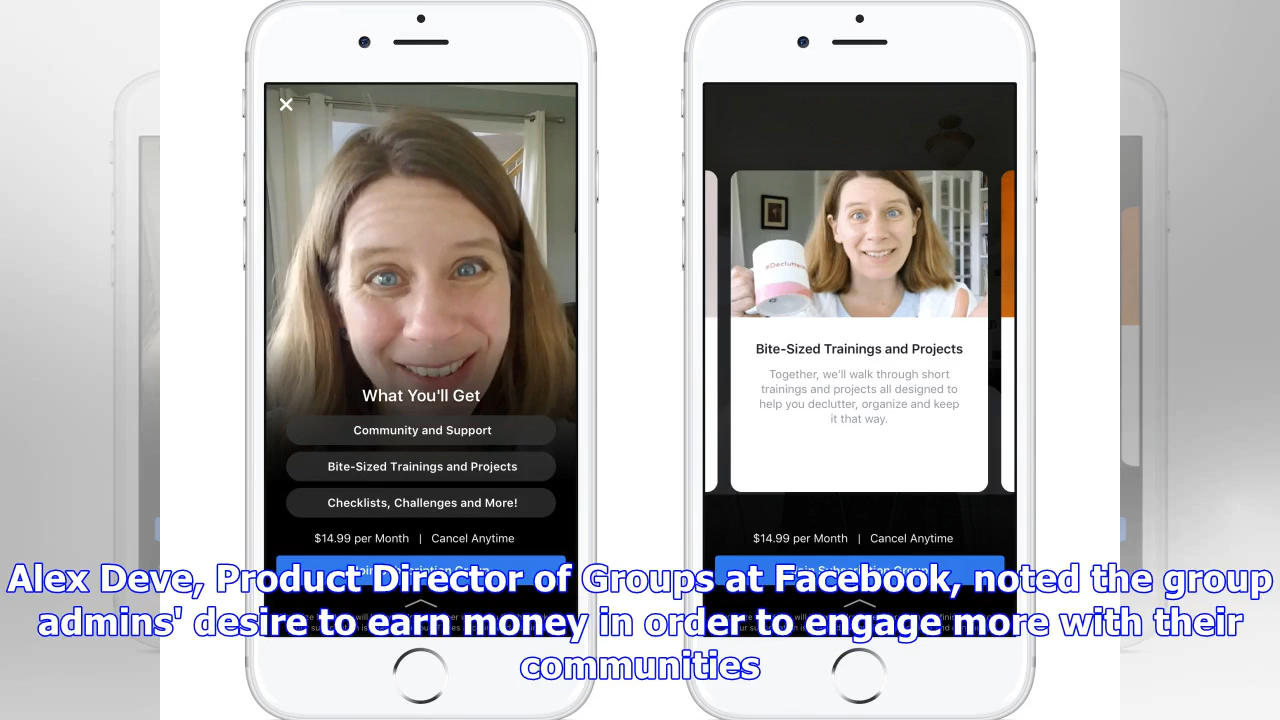 What You'll Get
Community and Support
Bite-Sized Trainings and Projects
Checklists, Challenges and More!
$14.99 per Month | Cancel Anytime
#Declutter
Bite-Sized Trainings and Projects
Together, we'll walk through short
trainings and projects all designed to
help you declutter, organize and keep
it that way.
$14.99 per Month | Cancel Anytime
Join Subscription Group
Alex Deve, Product Director of Groups at Facebook, noted the group
admins' desire to earn money in order to engage more with their
communities